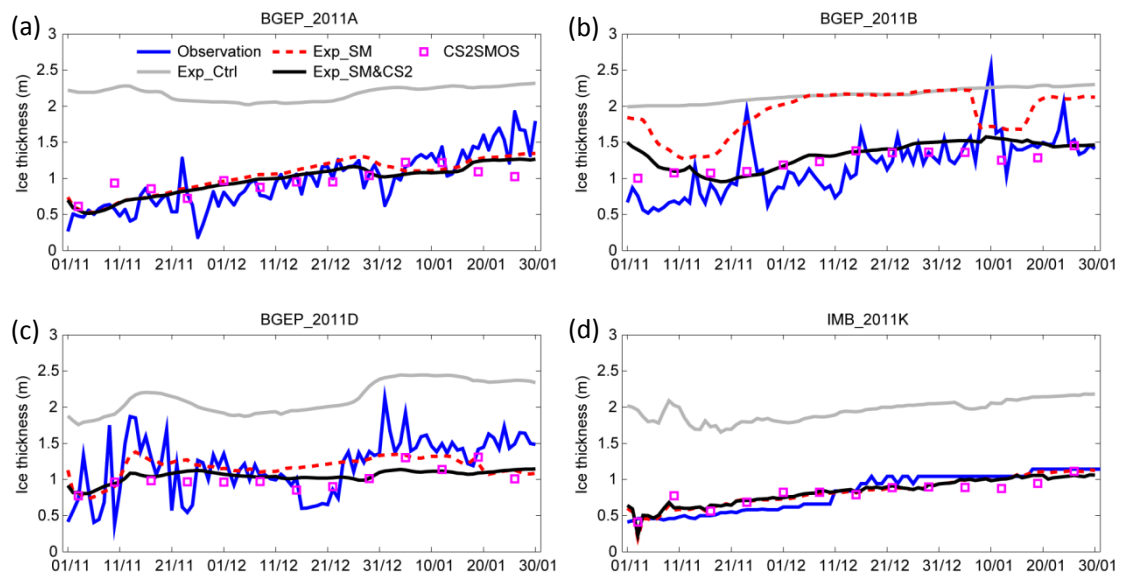 (a) BGEP_2011A
Observation Exp_SM CS2SMOS
Exp_Ctrl Exp_SM&CS2
Ice thickness (m)
3
2.5
2
1.5
1
0.5
0
01/11 11/11 21/11 01/12 11/12 21/12 31/12 10/01 20/01 30/01
(b) BGEP_2011B
Ice thickness (m)
3
2.5
2
1.5
1
0.5
0
01/11 11/11 21/11 01/12 11/12 21/12 31/12 10/01 20/01 30/01
(c) BGEP_2011D
Ice thickness (m)
3
2.5
2
1.5
1
0.5
0
01/11 11/11 21/11 01/12 11/12 21/12 31/12 10/01 20/01 30/01
(d) IMB_2011K
Ice thickness (m)
3
2.5
2
1.5
1
0.5
0
01/11 11/11 21/11 01/12 11/12 21/12 31/12 10/01 20/01 30/01